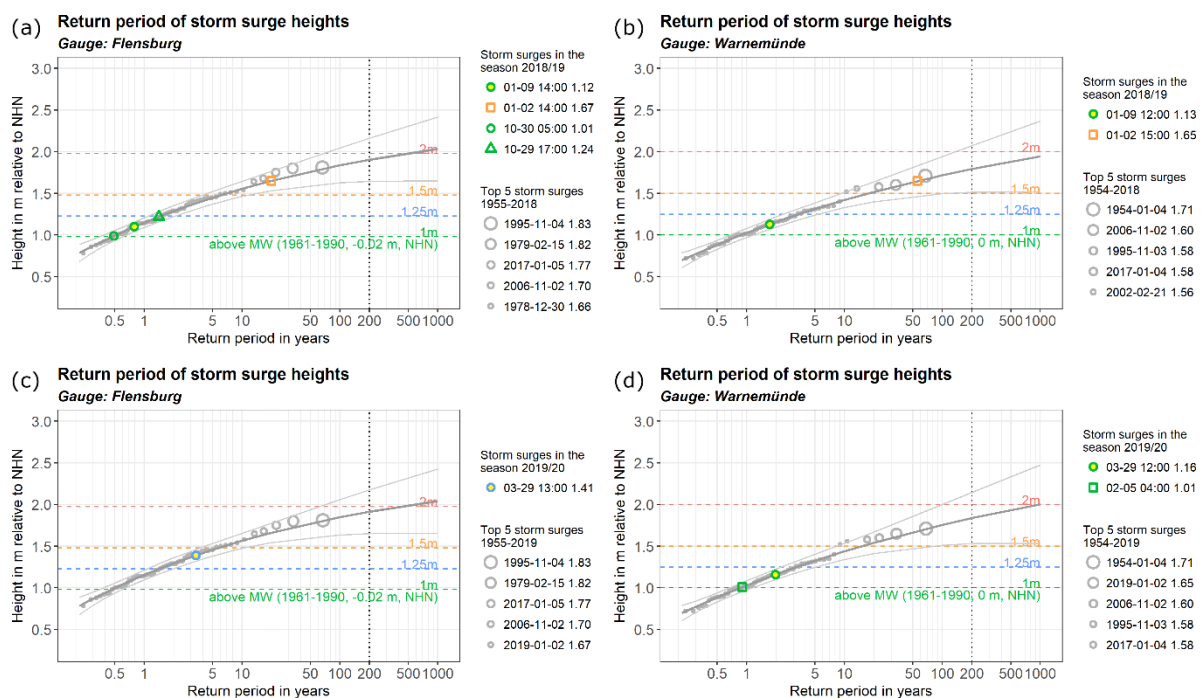 (a)
Return period of storm surge heights
Gauge: Flensburg
Height in m relative to NHN
3.0
2.5
2.0
1.5
1.0
0.5
2m
1.5m
1.25m
1m
above MW (1961-1990, -0.02 m, NHN)
0.5 1 5 10 50 100 200 500 1000
Return period in years
Storm surges in the
season 2018/19
01-09 14:00 1.12
01-02 14:00 1.67
10-30 05:00 1.01
10-29 17:00 1.24
Top 5 storm surges
1955-2018
1995-11-04 1.83
1979-02-15 1.82
2017-01-05 1.77
2006-11-02 1.70
1978-12-30 1.66
(b)
Return period of storm surge heights
Gauge: Warnemünde
Height in m relative to NHN
3.0
2.5
2.0
1.5
1.0
0.5
2m
1.5m
1.25m
1m
above MW (1961-1990, 0 m, NHN)
0.5 1 5 10 50 100 200 500 1000
Return period in years
Storm surges in the
season 2018/19
01-09 12:00 1.13
01-02 15:00 1.65
Top 5 storm surges
1954-2018
1954-01-04 1.71
2006-11-02 1.60
1995-11-03 1.58
2017-01-04 1.58
2002-02-21 1.56
(c)
Return period of storm surge heights
Gauge: Flensburg
Height in m relative to NHN
3.0
2.5
2.0
1.5
1.0
0.5
2m
1.5m
1.25m
1m
above MW (1961-1990, -0.02 m, NHN)
0.5 1 5 10 50 100 200 500 1000
Return period in years
Storm surges in the
season 2019/20
03-29 13:00 1.41
Top 5 storm surges
1955-2019
1995-11-04 1.83
1979-02-15 1.82
2017-01-05 1.77
2006-11-02 1.70
2019-01-02 1.67
(d)
Return period of storm surge heights
Gauge: Warnemünde
Height in m relative to NHN
3.0
2.5
2.0
1.5
1.0
0.5
2m
1.5m
1.25m
1m
above MW (1961-1990, 0 m, NHN)
0.5 1 5 10 50 100 200 500 1000
Return period in years
Storm surges in the
season 2019/20
03-29 12:00 1.16
02-05 04:00 1.01
Top 5 storm surges
1954-2019
1954-01-04 1.71
2019-01-02 1.65
2006-11-02 1.60
1995-11-03 1.58
2017-01-04 1.58